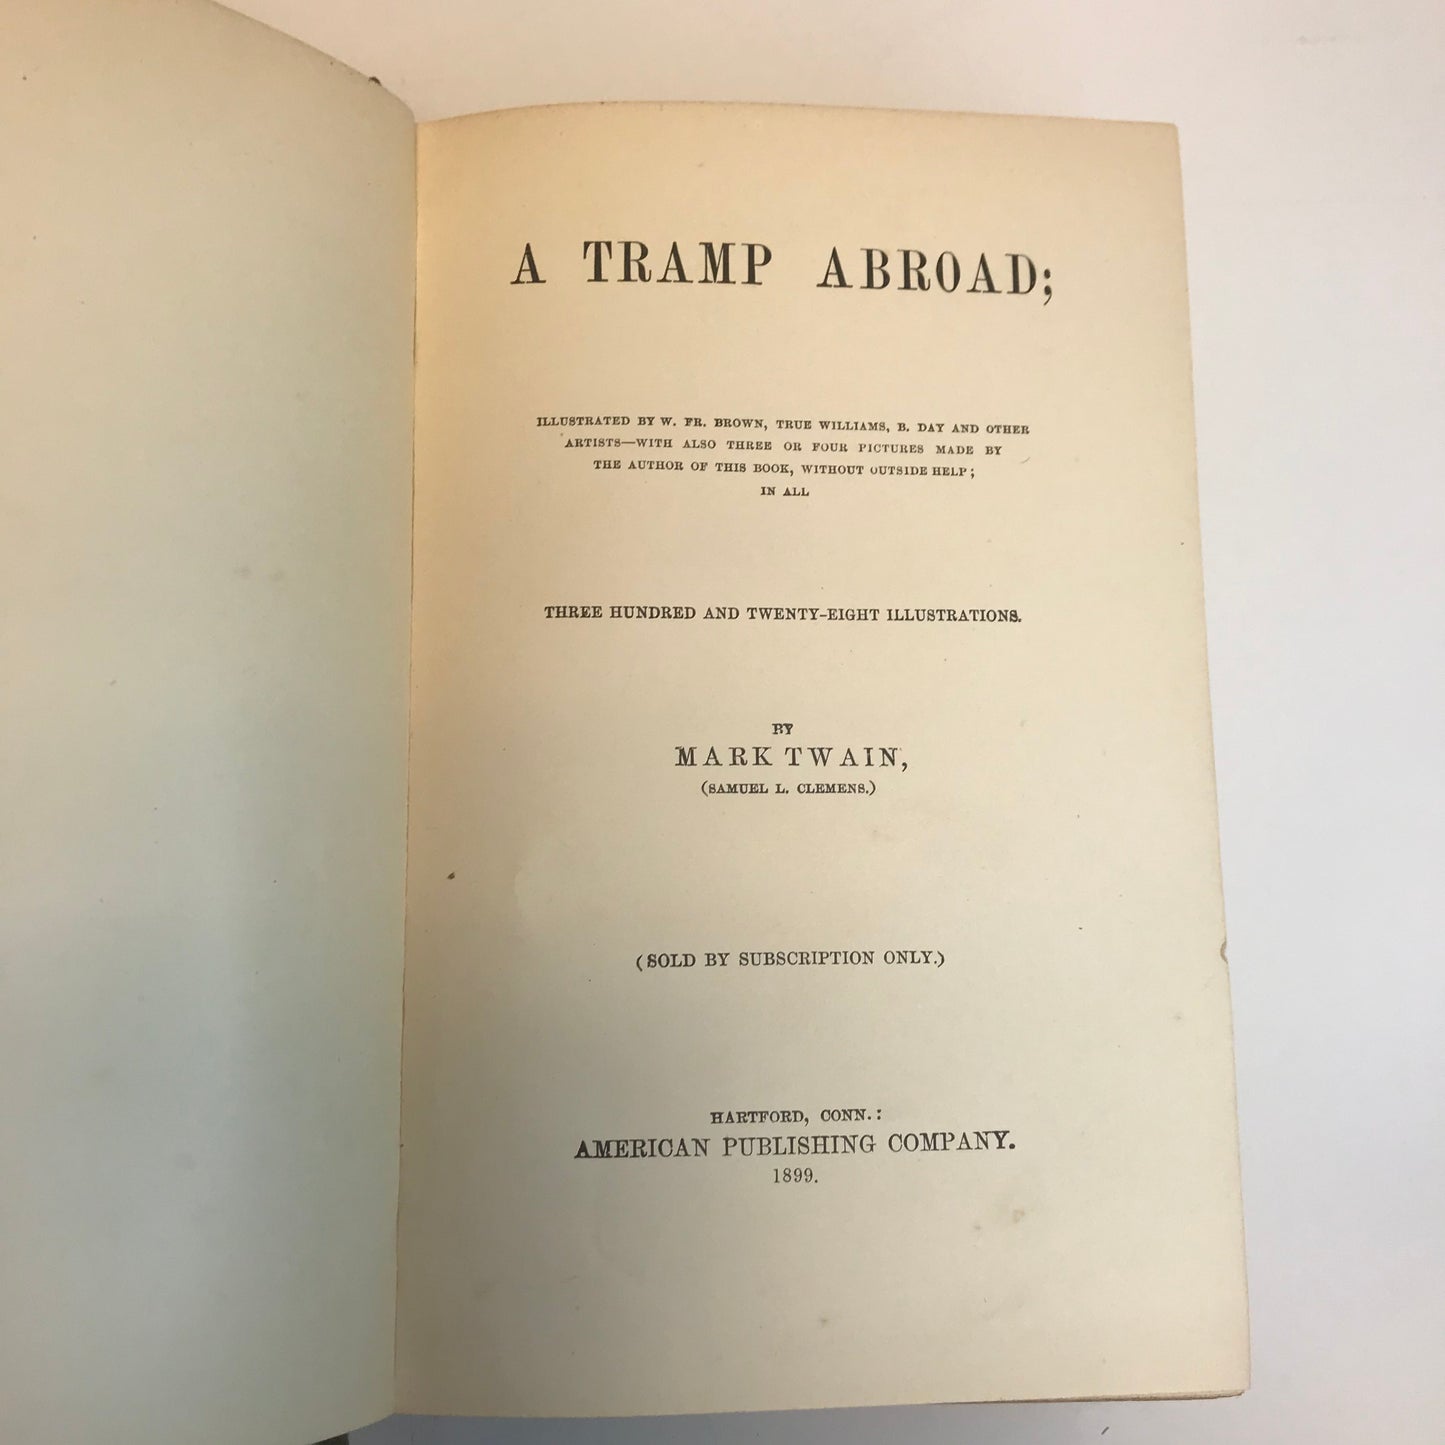 A TRAMP ABROAD;
ILLUSTRATED BY W. FR. BROWN, TRUE WILLIAMS, B. DAY AND OTHER
ARTISTS—WITH ALSO THREE OR FOUR PICTURES MADE BY
THE AUTHOR OF THIS BOOK, WITHOUT OUTSIDE HELP;
IN ALL
THREE HUNDRED AND TWENTY-EIGHT ILLUSTRATIONS.
BY
MARK TWAIN,
(SAMUEL L. CLEMENS.)
(SOLD BY SUBSCRIPTION ONLY.)
HARTFORD, CONN.:
AMERICAN PUBLISHING COMPANY.
1899.